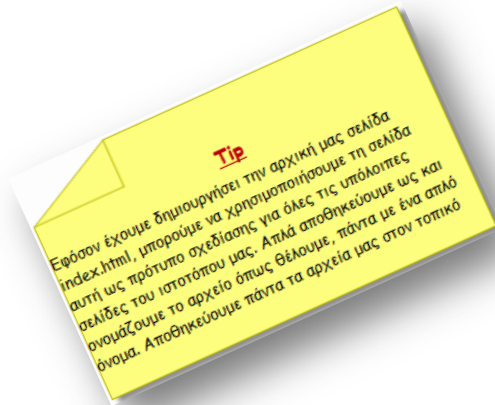 Tip
Εφόσον έχουμε δημιουργήσει την αρχική μας σελίδα
index.html, μπορούμε να χρησιμοποιήσουμε τη σελίδα
αυτή ως πρότυπο σχεδίασης για όλες τις υπόλοιπες
σελίδες του ιστοτόπου μας. Απλά αποθηκεύουμε ως και
ονομάζουμε το αρχείο όπως θέλουμε, πάντα με ένα απλό
όνομα. Αποθηκεύουμε πάντα τα αρχεία μας στον τοπικό